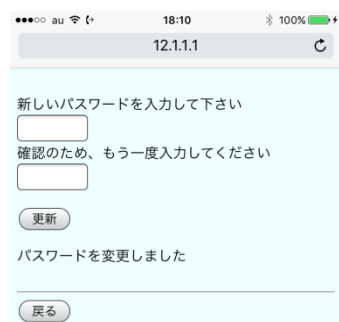 au 18:10 100%
12.1.1.1
新しいパスワードを入力して下さい
確認のため、もう一度入力してください
更新
パスワードを変更しました
戻る